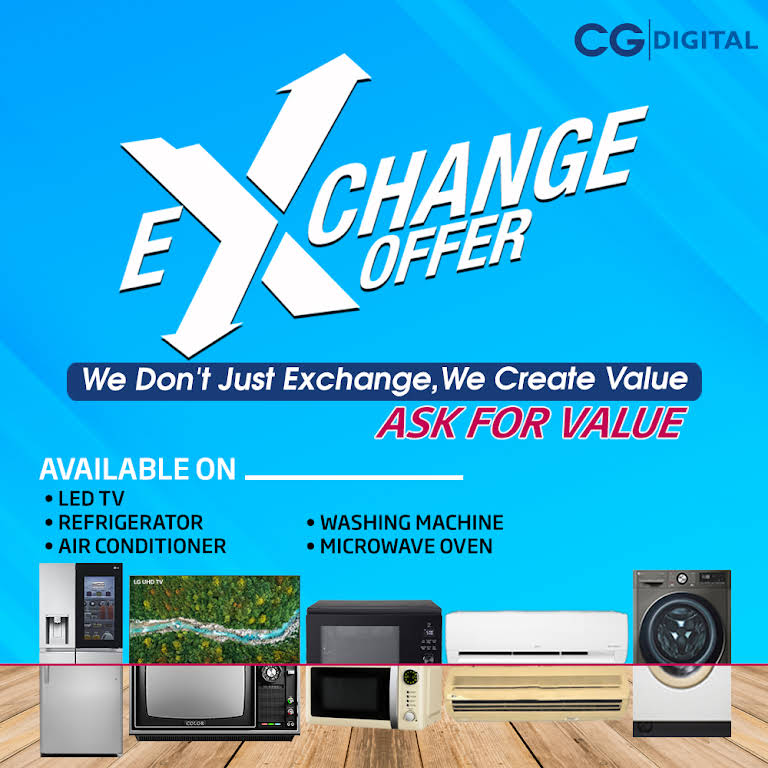 CG DIGITAL
EXCHANGE
OFFER
We Don't Just Exchange,We Create Value
ASK FOR VALUE
AVAILABLE ON
• LED TV
• REFRIGERATOR
• AIR CONDITIONER
• WASHING MACHINE
• MICROWAVE OVEN
LG UHD TV
COLOR